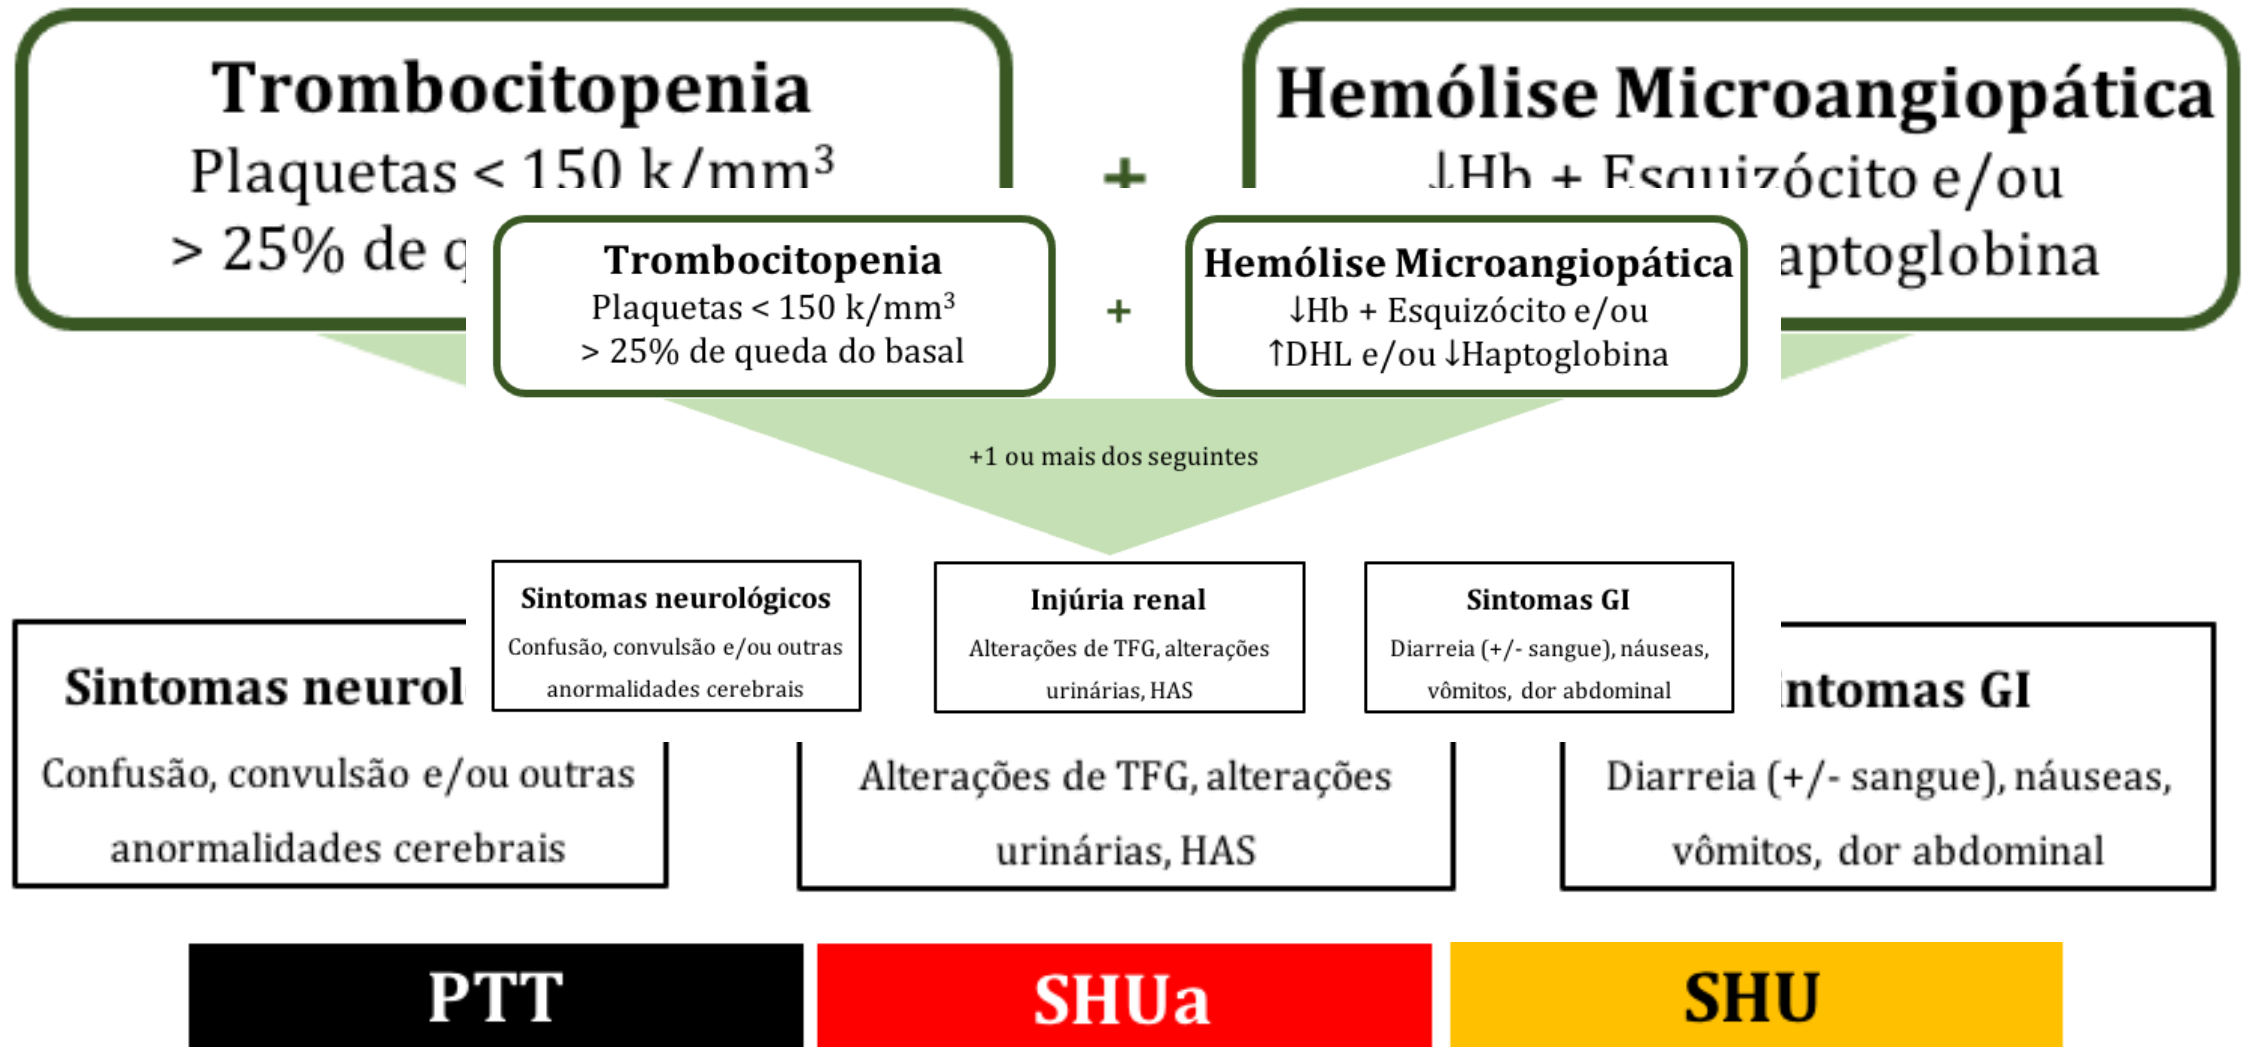 Trombocitopenia
Plaquetas < 150 k/mm³
> 25% de q
+
Hemólise Microangiopática
↓Hb + Esquizócito e/ou
aptoglobina
Trombocitopenia
Plaquetas < 150 k/mm³
> 25% de queda do basal
+
Hemólise Microangiopática
↓Hb + Esquizócito e/ou
↑DHL e/ou ↓Haptoglobina
+1 ou mais dos seguintes
Sintomas neurológicos
Confusão, convulsão e/ou outras
anormalidades cerebrais
Injúria renal
Alterações de TFG, alterações
urinárias, HAS
Sintomas GI
Diarreia (+/- sangue), náuseas,
vômitos, dor abdominal
Sintomas neurol
Confusão, convulsão e/ou outras
anormalidades cerebrais
Alterações de TFG, alterações
urinárias, HAS
ntomas GI
Diarreia (+/- sangue), náuseas,
vômitos, dor abdominal
PTT
SHUa
SHU